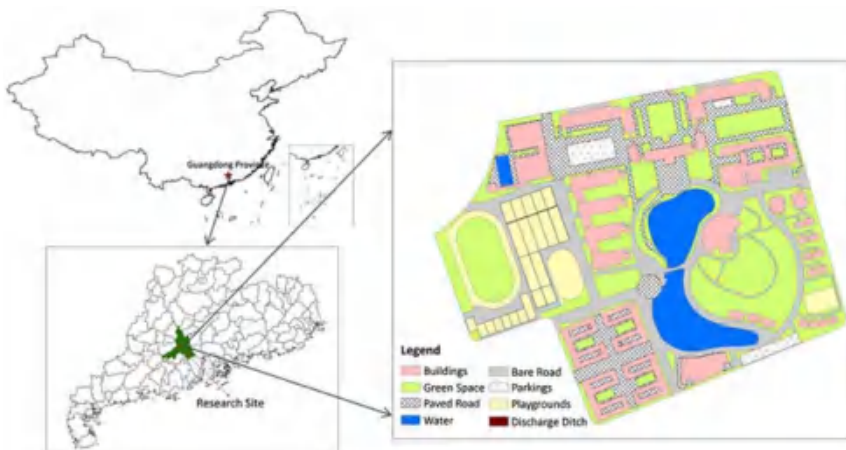 Guangdong Province
Research Site
Legend
Buildings
Green Space
Paved Road
Water
Bare Road
Parkings
Playgrounds
Discharge Ditch